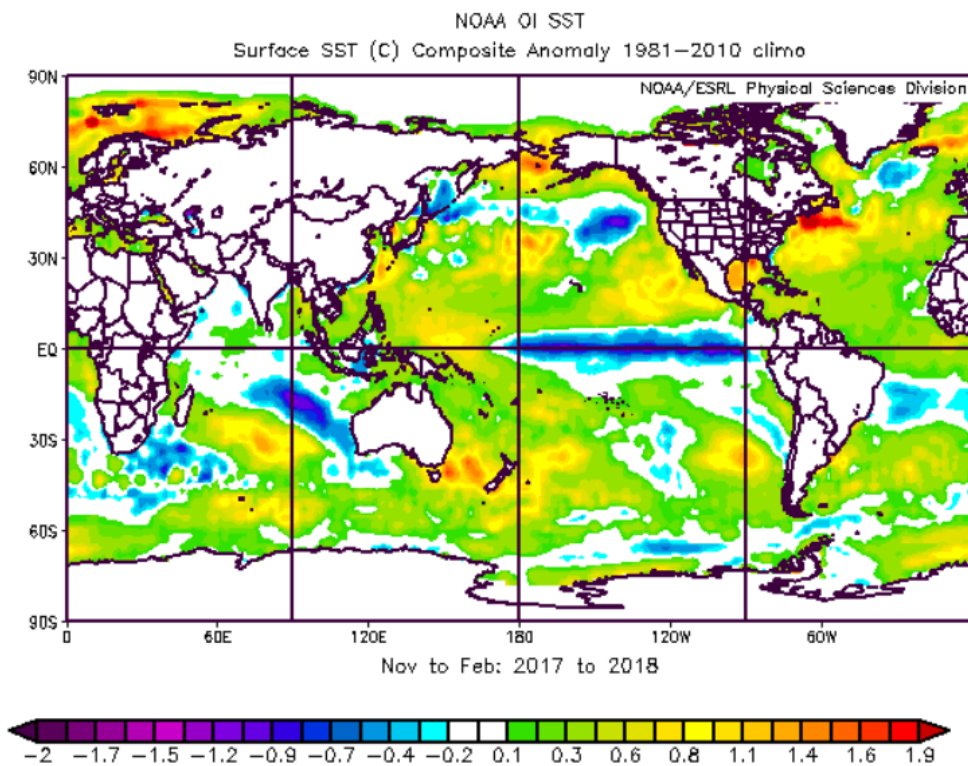 NOAA OI SST
Surface SST (C) Composite Anomaly 1981-2010 climo
NOAA/ESRL Physical Sciences Division
90N
60N
30N
EQ
30S
60S
90S
0 60E 120E 180 120W 60W
Nov to Feb: 2017 to 2018
-2 -1.7 -1.5 -1.2 -0.9 -0.7 -0.4 -0.2 0.1 0.3 0.6 0.8 1.1 1.4 1.6 1.9